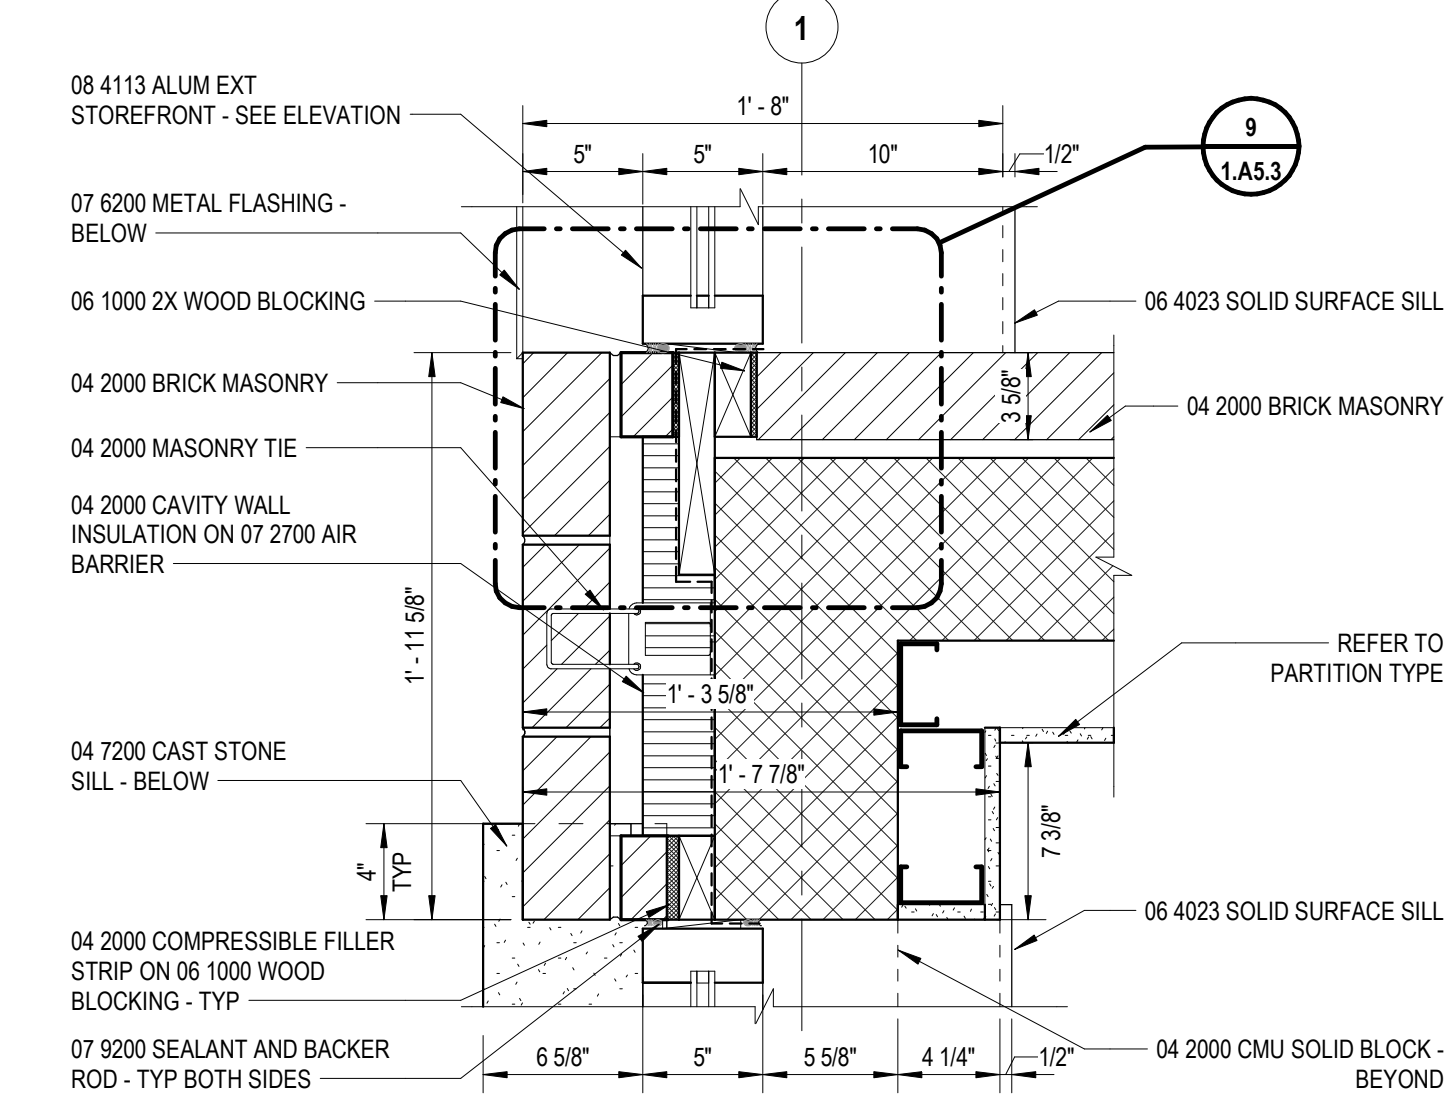 1
08 4113 ALUM EXT
STOREFRONT - SEE ELEVATION
1' - 8"
5"
5"
10"
1/2"
9
1.A5.3
07 6200 METAL FLASHING -
BELOW
06 1000 2X WOOD BLOCKING
06 4023 SOLID SURFACE SILL
04 2000 BRICK MASONRY
3 5/8"
04 2000 BRICK MASONRY
04 2000 MASONRY TIE
04 2000 CAVITY WALL
INSULATION ON 07 2700 AIR
BARRIER
1' - 11 5/8"
REFER TO
PARTITION TYPE
1' - 3 5/8"
1' - 7 7/8"
04 7200 CAST STONE
SILL - BELOW
4"
TYP
7 3/8"
06 4023 SOLID SURFACE SILL
04 2000 COMPRESSIBLE FILLER
STRIP ON 06 1000 WOOD
BLOCKING - TYP
07 9200 SEALANT AND BACKER
ROD - TYP BOTH SIDES
6 5/8"
5"
5 5/8"
4 1/4"
1/2"
04 2000 CMU SOLID BLOCK -
BEYOND